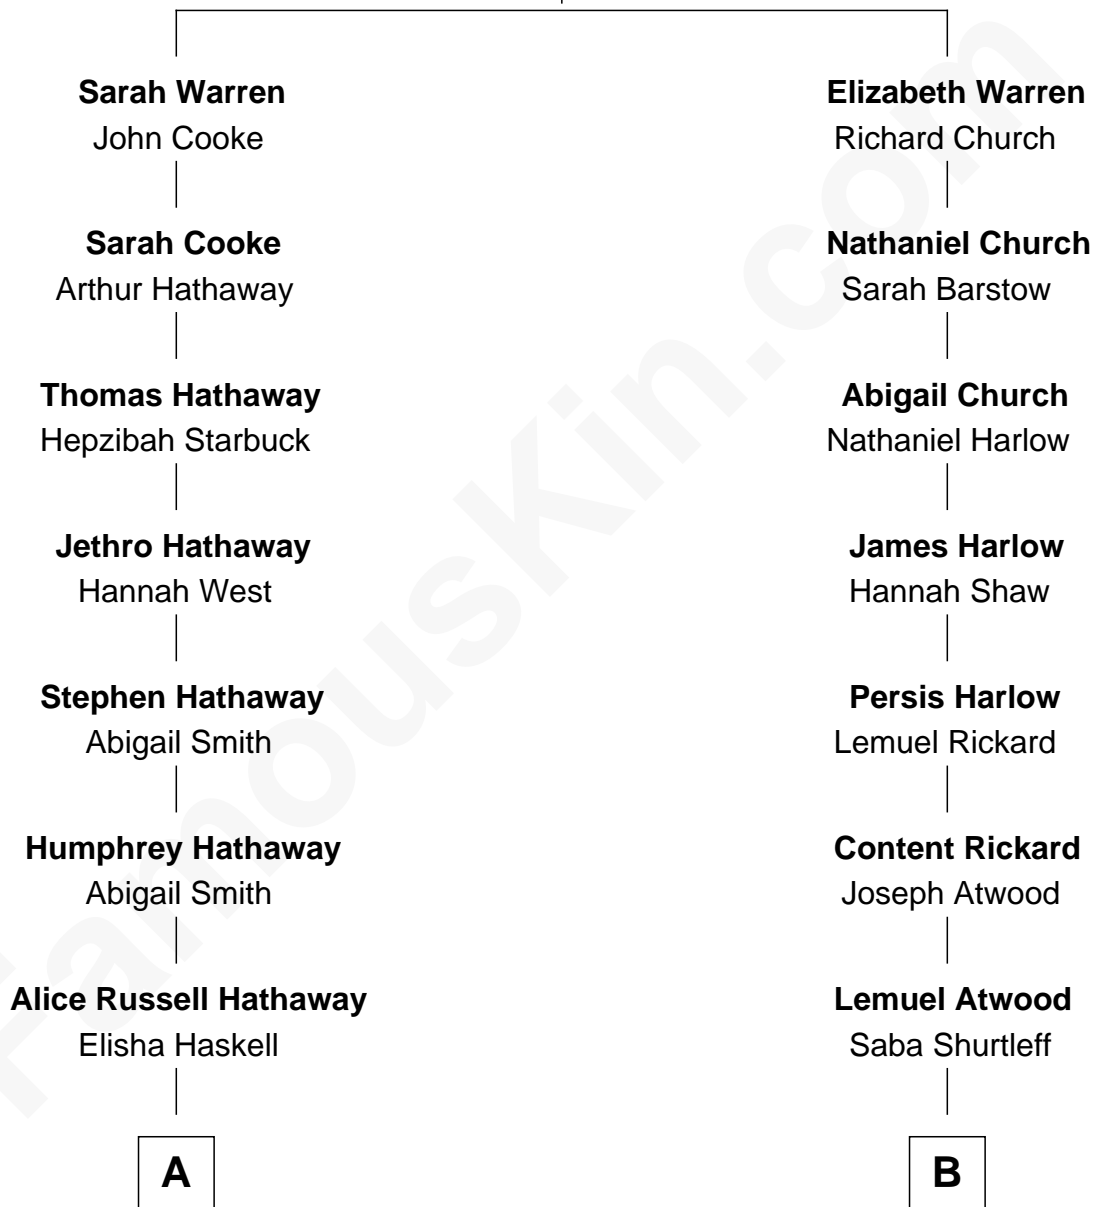 Sarah Warren
John Cooke
Sarah Cooke
Arthur Hathaway
Thomas Hathaway
Hepzibah Starbuck
Jethro Hathaway
Hannah West
Stephen Hathaway
Abigail Smith
Humphrey Hathaway
Abigail Smith
Alice Russell Hathaway
Elisha Haskell
A
Elizabeth Warren
Richard Church
Nathaniel Church
Sarah Barstow
Abigail Church
Nathaniel Harlow
James Harlow
Hannah Shaw
Persis Harlow
Lemuel Rickard
Content Rickard
Joseph Atwood
Lemuel Atwood
Saba Shurtleff
B
FamousKin.com